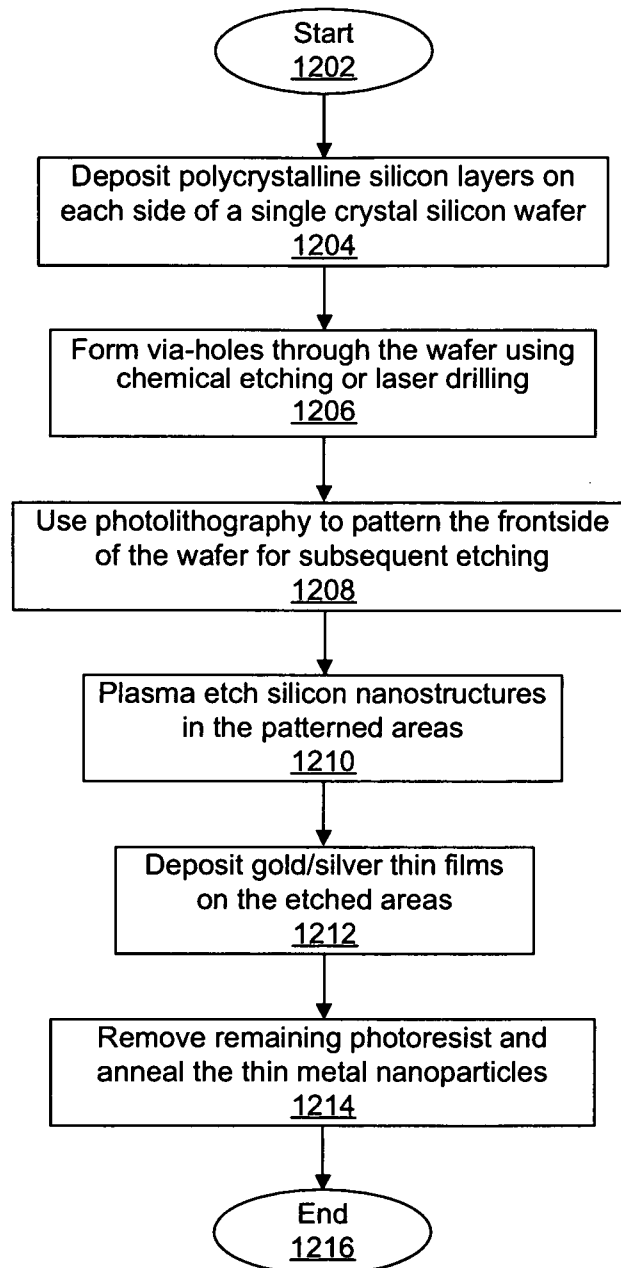 Start
1202
Deposit polycrystalline silicon layers on
each side of a single crystal silicon wafer
1204
Form via-holes through the wafer using
chemical etching or laser drilling
1206
Use photolithography to pattern the frontside
of the wafer for subsequent etching
1208
Plasma etch silicon nanostructures
in the patterned areas
1210
Deposit gold/silver thin films
on the etched areas
1212
Remove remaining photoresist and
anneal the thin metal nanoparticles
1214
End
1216